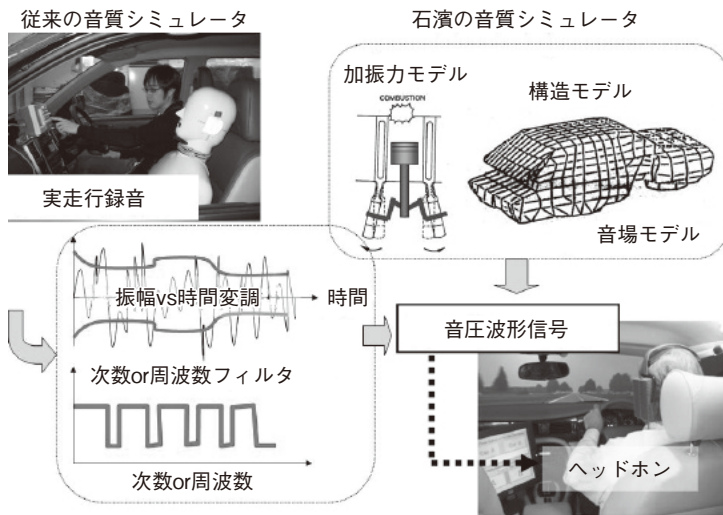 従来の音質シミュレータ
石濱の音質シミュレータ
実走行録音
加振力モデル
COMBUSTION
構造モデル
音場モデル
振幅vs時間変調
時間
次数or周波数フィルタ
次数or周波数
音圧波形信号
ヘッドホン